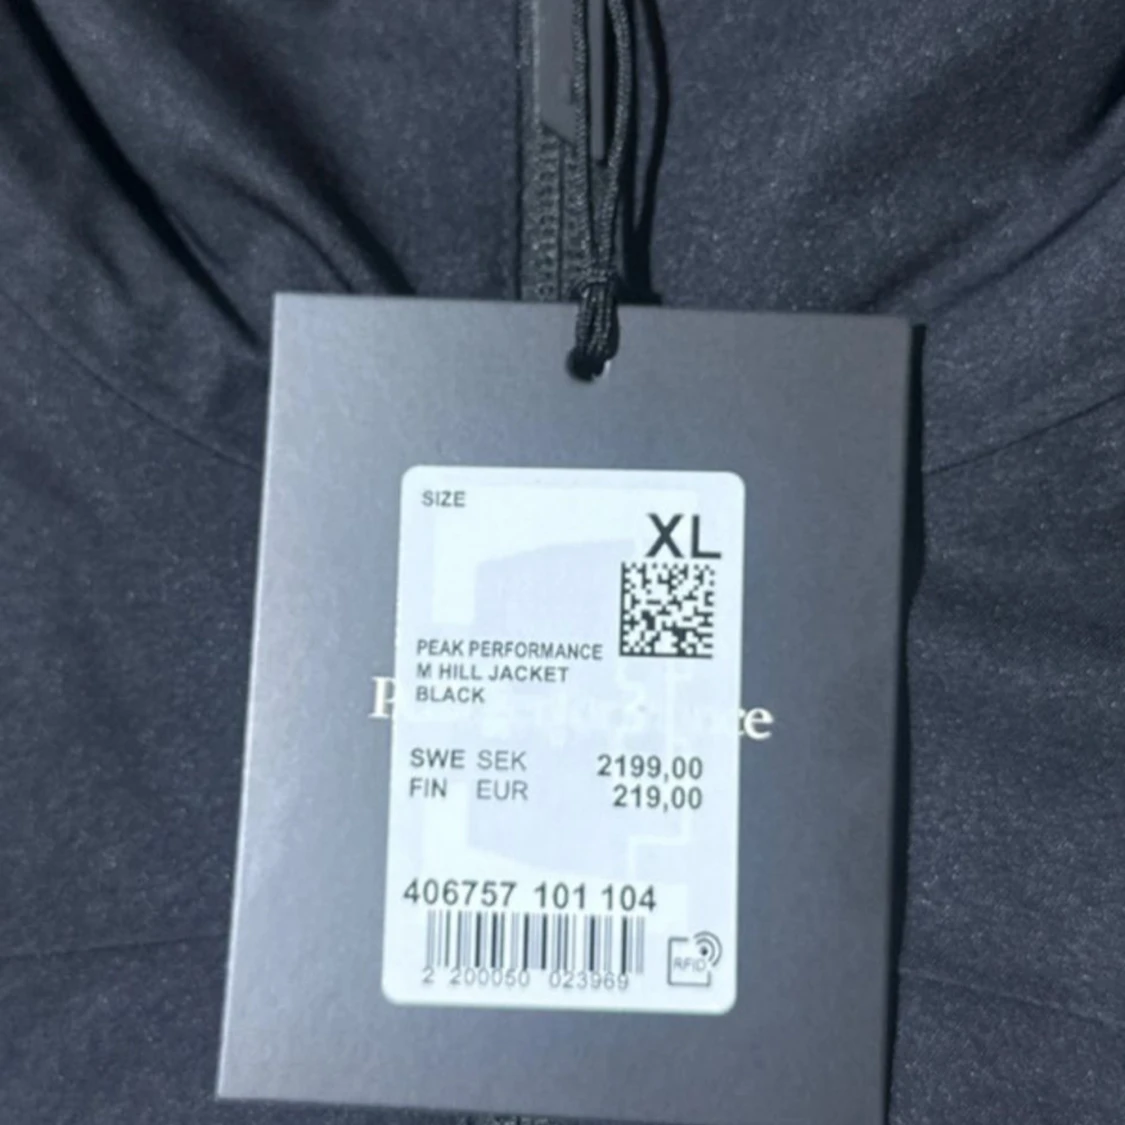 SIZE
XL
PEAK PERFORMANCE
M HILL JACKET
BLACK
SWE SEK 2199,00
FIN EUR 219,00
406757 101 104
2 200050 023969
RFID